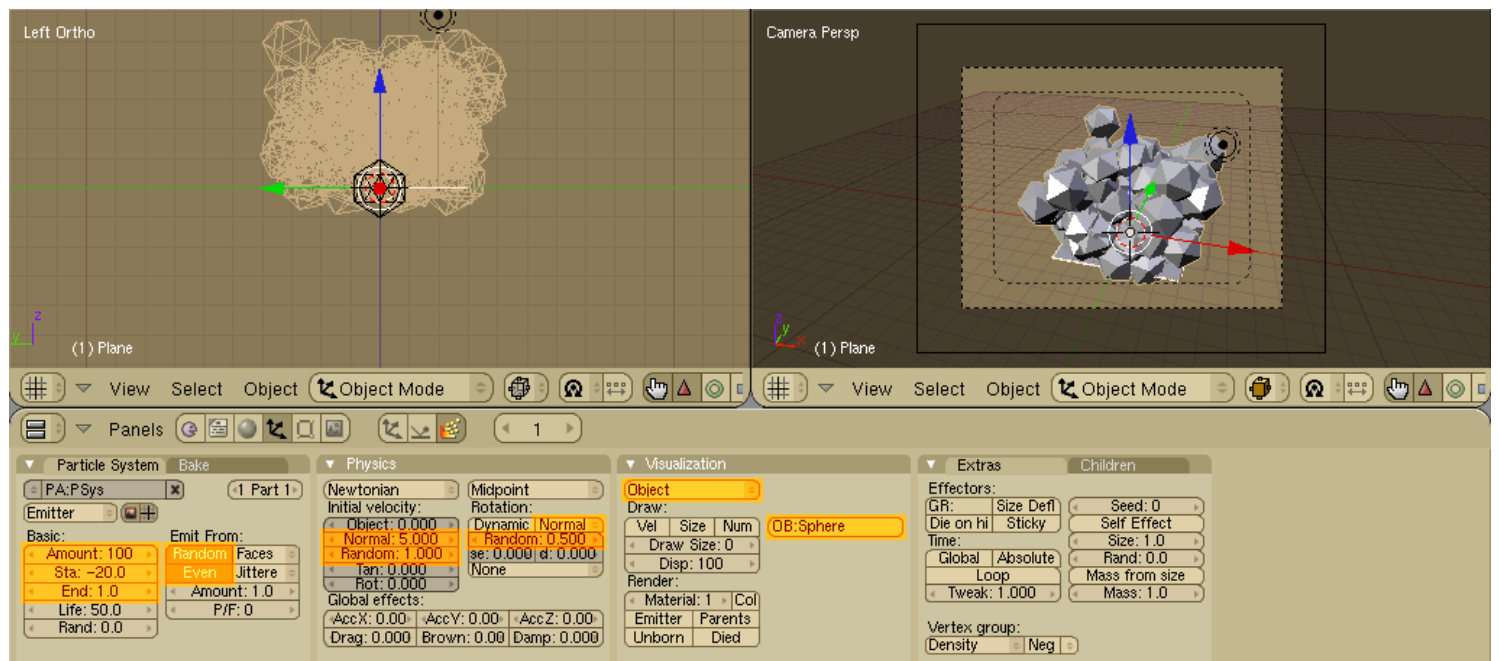 Left Ortho
z
y
(1) Plane
Camera Persp
z
y
x
(1) Plane
View Select Object Object Mode
View Select Object Object Mode
Panels 1
Particle System Bake
PA:PSys 1 Part 1
Emitter
Basic:
Amount: 100
Sta: -20.0
End: 1.0
Life: 50.0
Rand: 0.0
Emit From:
Random Faces
Even Jittere
Amount: 1.0
P/F: 0
Physics
Newtonian Midpoint
Initial velocity:
Object: 0.000
Normal: 5.000
Random: 1.000
Tan: 0.000
Rot: 0.000
Rotation:
Dynamic Normal
Random: 0.500
se: 0.000 d: 0.000
None
Global effects:
AccX: 0.00 AccY: 0.00 AccZ: 0.00
Drag: 0.000 Brown: 0.00 Damp: 0.000
Visualization
Object
Draw:
Vel Size Num OB:Sphere
Draw Size: 0
Disp: 100
Render:
Material: 1 Col
Emitter Parents
Unborn Died
Extras Children
Effectors:
GR: Size Defl
Die on hi Sticky
Time:
Global Absolute
Loop
Tweak: 1.000
Seed: 0
Self Effect
Size: 1.0
Rand: 0.0
Mass from size
Mass: 1.0
Vertex group:
Density Neg